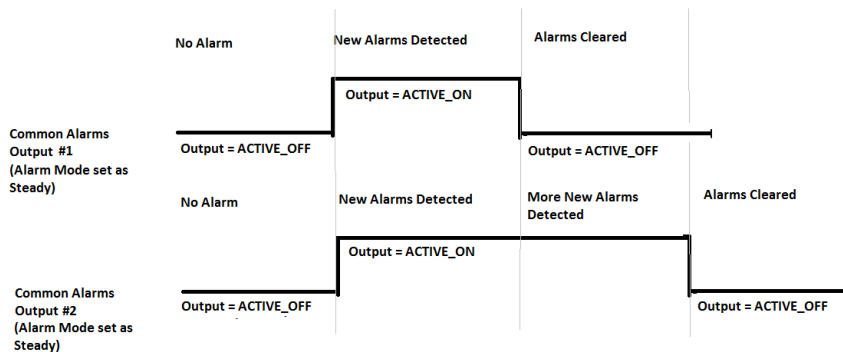 No Alarm
New Alarms Detected
Alarms Cleared
Output = ACTIVE_ON
Common Alarms
Output #1
(Alarm Mode set as
Steady)
Output = ACTIVE_OFF
Output = ACTIVE_OFF
No Alarm
New Alarms Detected
More New Alarms
Detected
Alarms Cleared
Output = ACTIVE_ON
Common Alarms
Output #2
(Alarm Mode set as
Steady)
Output = ACTIVE_OFF
Output = ACTIVE_OFF